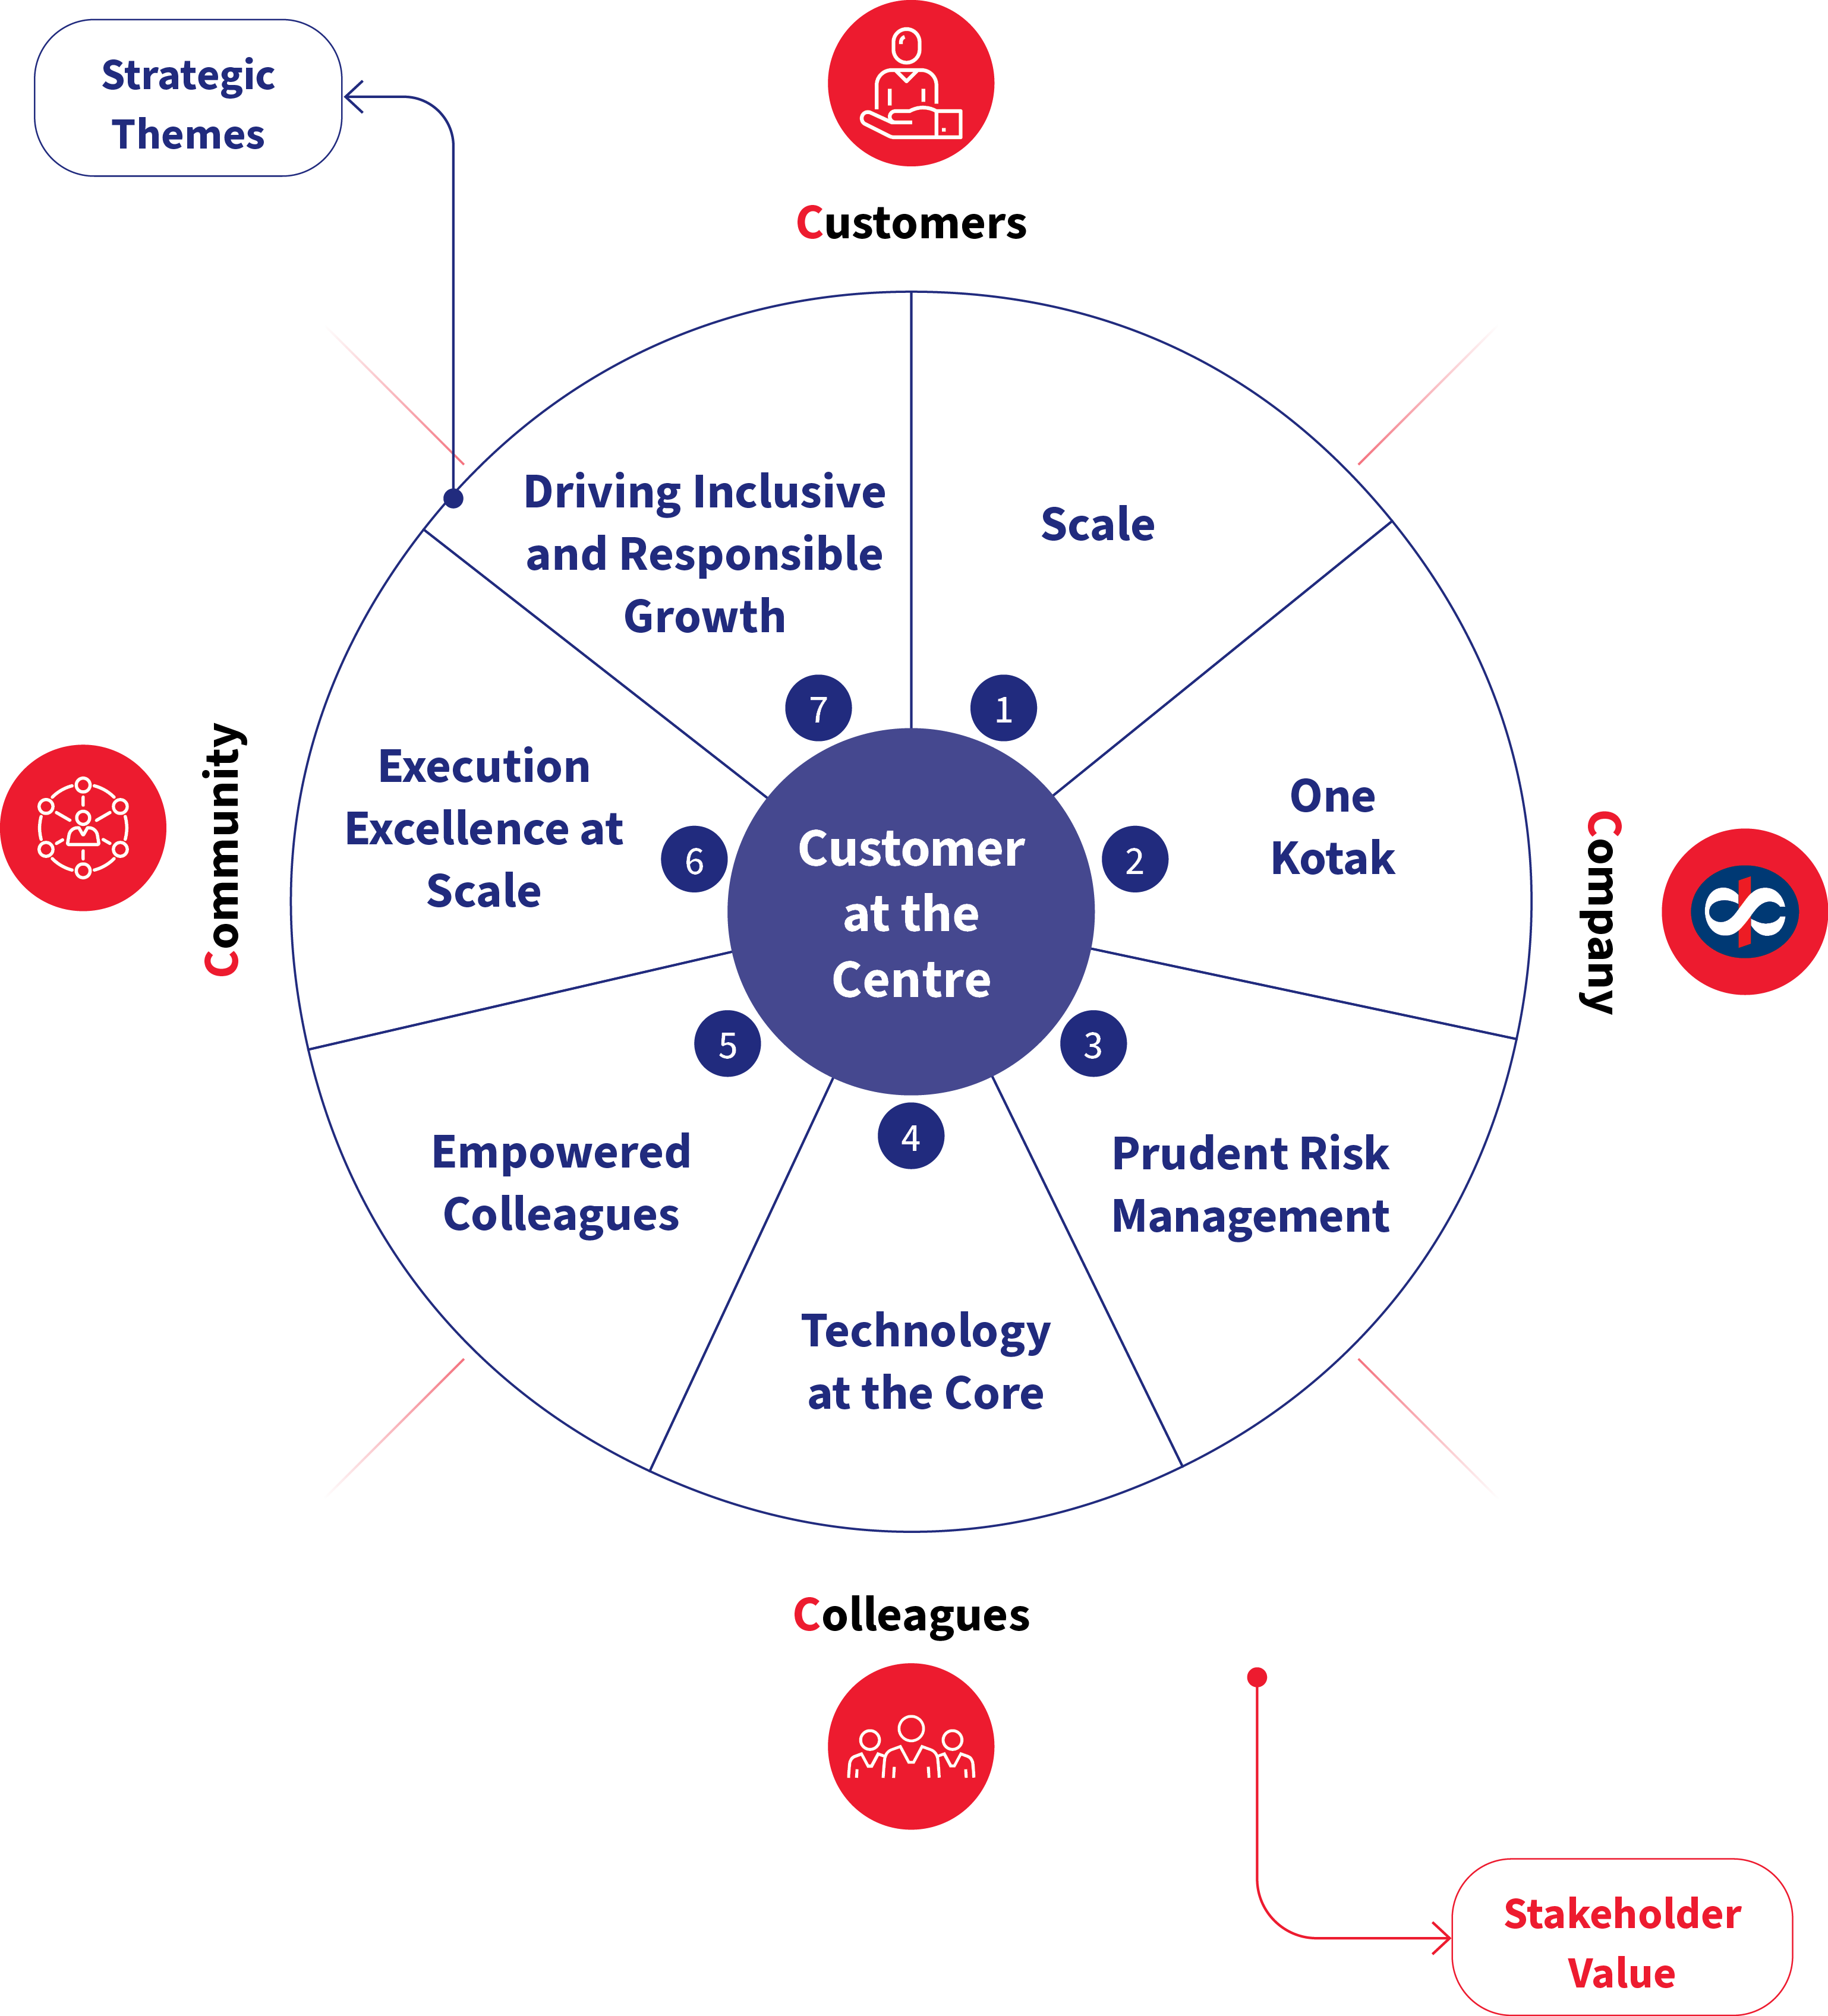 Strategic
Themes
Customers
Driving Inclusive
and Responsible
Growth
7
Scale
1
One
Kotak
2
Company
Prudent Risk
Management
3
Technology
at the Core
4
Empowered
Colleagues
5
Execution
Excellence at
Scale
6
Community
Customer
at the
Centre
Colleagues
Stakeholder
Value